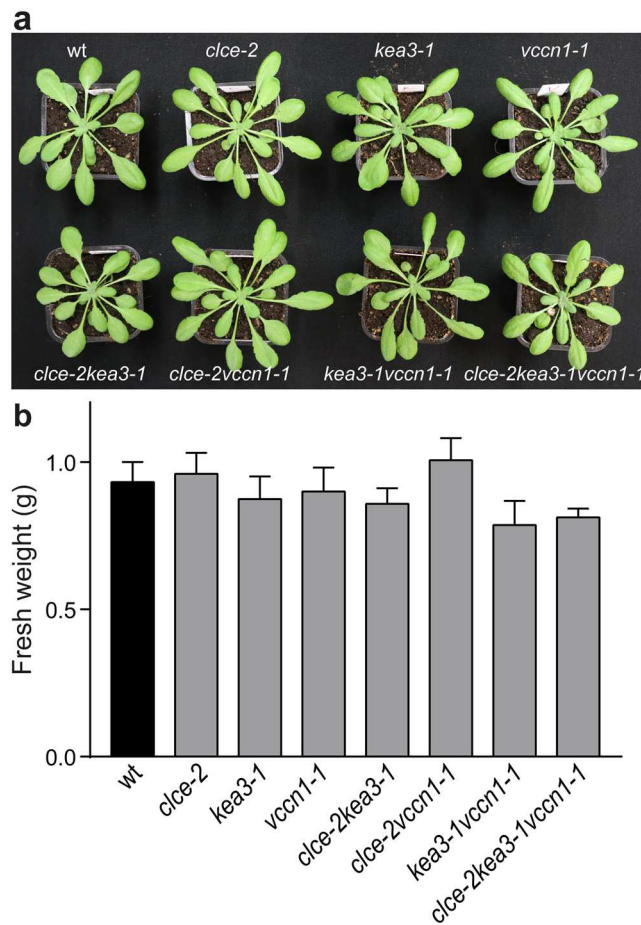 a
wt clce-2 kea3-1 vccn1-1
clce-2kea3-1 clce-2vccn1-1 kea3-1vccn1-1 clce-2kea3-1vccn1-1
b
Fresh weight (g)
1.0
0.5
0.0
wt
clce-2
kea3-1
vccn1-1
clce-2kea3-1
clce-2vccn1-1
kea3-1vccn1-1
clce-2kea3-1vccn1-1